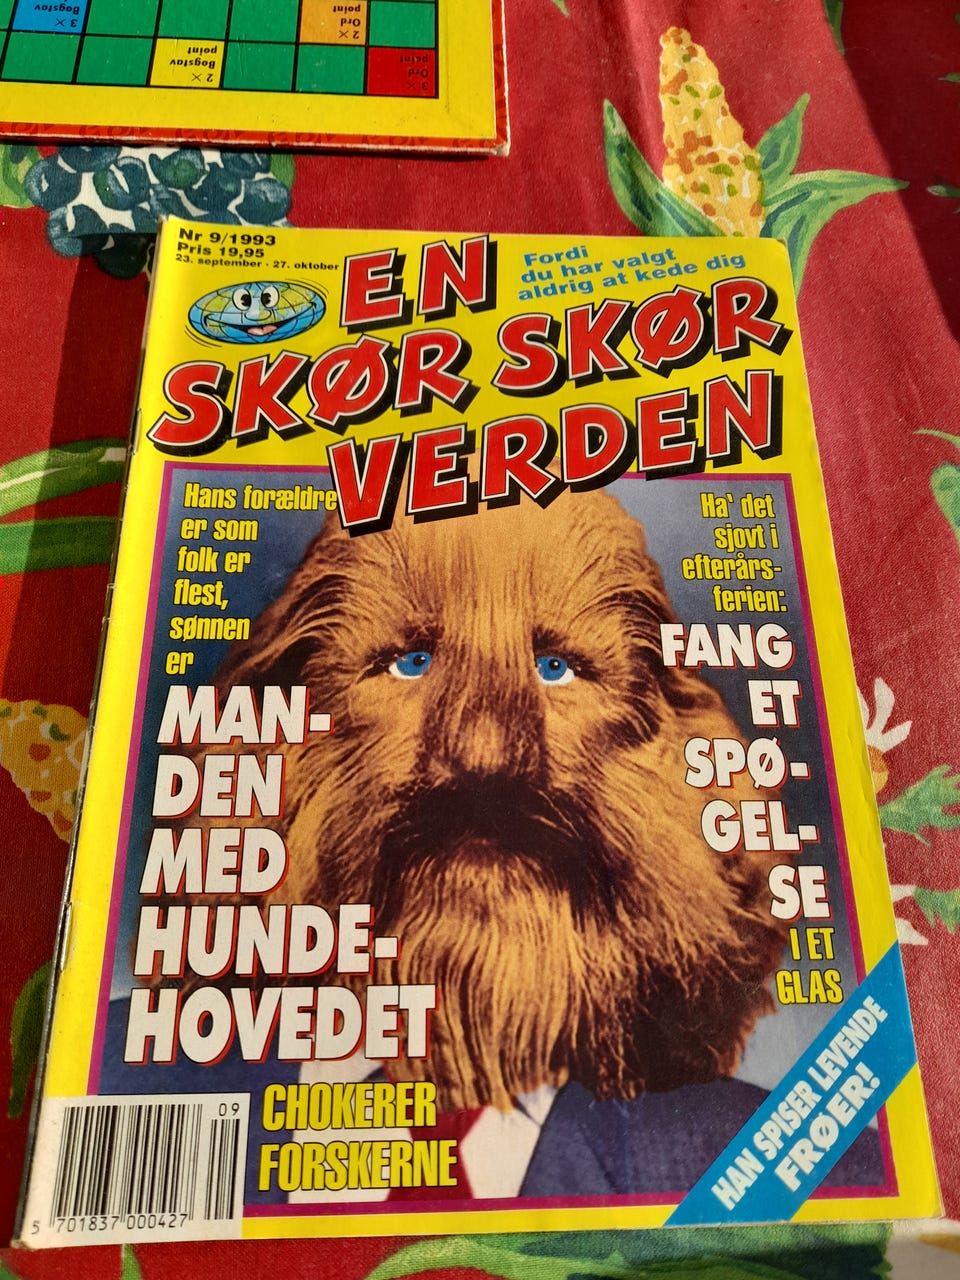 3×
Bogstav
3×
Ord
point
2×
Bogstav
point
2×
Ord
point
Nr 9/1993
Pris 19,95
23. september - 27. oktober
EN
SKØR SKØR
VERDEN
Fordi
du har valgt
aldrig at kede dig
Hans forældre
er som
folk er
flest,
sønnen
er
MAN-
DEN
MED
HUNDE-
HOVEDET
CHOKERER
FORSKERNE
Ha' det
sjovt i
efterårs-
ferien:
FANG
ET
SPØ-
GEL-
SE
I ET
GLAS
HAN SPISER LEVENDE
FRØER!
09
5 701837 000427